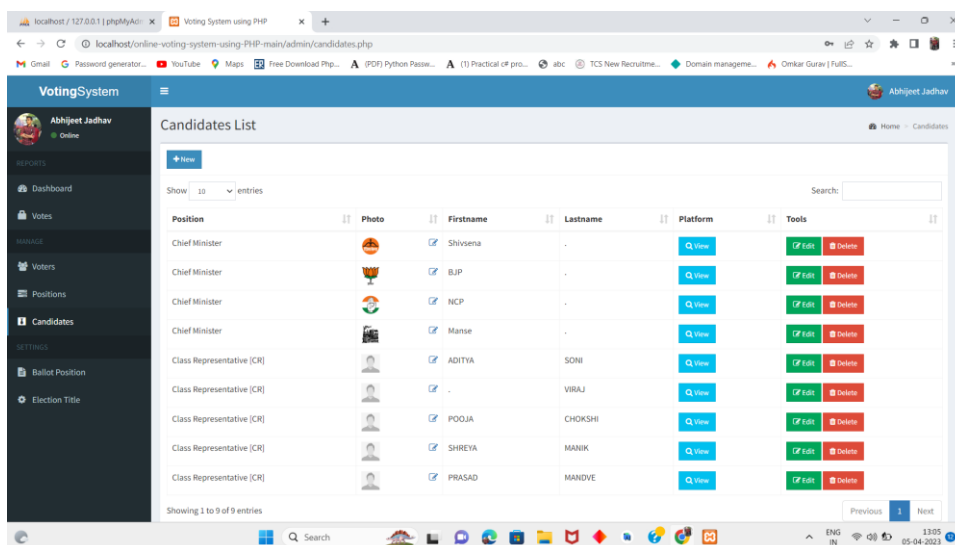 localhost / 127.0.0.1 | phpMyAdm
Voting System using PHP
localhost/online-voting-system-using-PHP-main/admin/candidates.php
Gmail Password generator... YouTube Maps Free Download Php... (PDF) Python Passw... (1) Practical c# pro... abc TCS New Recruitme... Domain manageme... Omkar Gurav | FullS...
VotingSystem
Abhijeet Jadhav
Abhijeet Jadhav
Online
Candidates List
Home Candidates
REPORTS
Dashboard
Votes
MANAGE
Voters
Positions
Candidates
SETTINGS
Ballot Position
Election Title
New
Show 10 entries Search:
Position Photo Firstname Lastname Platform Tools
Chief Minister Shivsena . View Edit Delete
Chief Minister BJP . View Edit Delete
Chief Minister NCP . View Edit Delete
Chief Minister Manse . View Edit Delete
Class Representative [CR] ADITYA SONI View Edit Delete
Class Representative [CR] . VIRAJ View Edit Delete
Class Representative [CR] POOJA CHOKSHI View Edit Delete
Class Representative [CR] SHREYA MANIK View Edit Delete
Class Representative [CR] PRASAD MANDVE View Edit Delete
Showing 1 to 9 of 9 entries
Previous 1 Next
Search
ENG
IN
13:05
05-04-2023